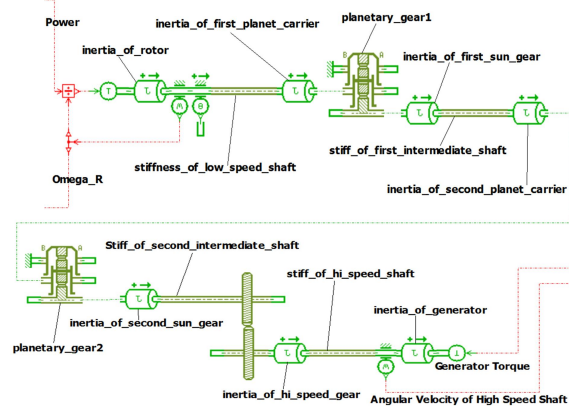 planetary_gear1
Power
inertia_of_first_planet_carrier
inertia_of_rotor
inertia_of_first_sun_gear
B A
T
W
θ
stiffness_of_low_speed_shaft
stiff_of_first_intermediate_shaft
Omega_R
inertia_of_second_planet_carrier
Stiff_of_second_intermediate_shaft
B A
stiff_of_hi_speed_shaft
inertia_of_generator
inertia_of_second_sun_gear
planetary_gear2
T
W
Generator Torque
inertia_of_hi_speed_gear
Angular Velocity of High Speed Shaft